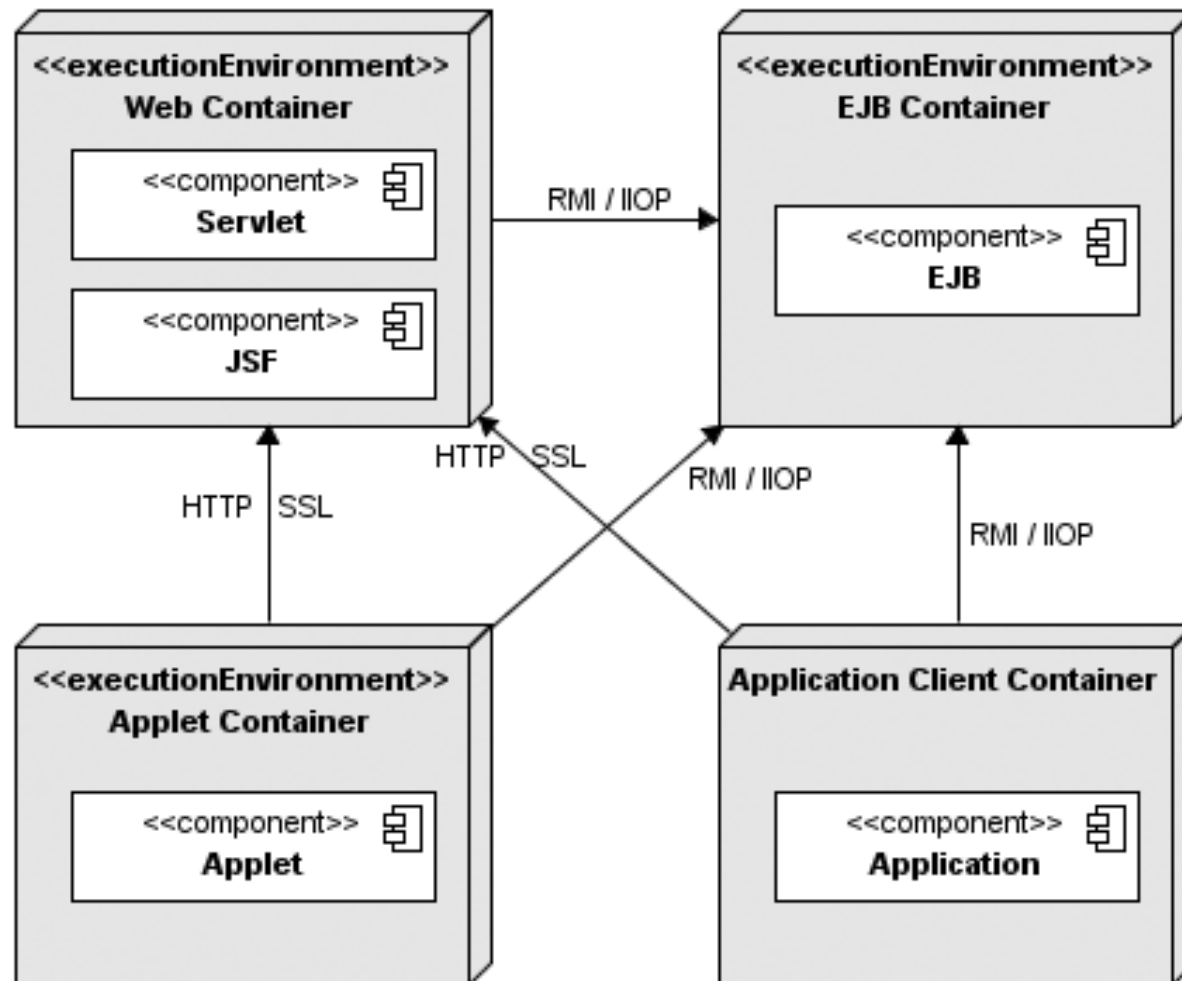 <<executionEnvironment>>
Web Container
<<component>>
Servlet
<<component>>
JSF
RMI / IIOP
<<executionEnvironment>>
EJB Container
<<component>>
EJB
HTTP SSL
HTTP SSL
RMI / IIOP
RMI / IIOP
<<executionEnvironment>>
Applet Container
<<component>>
Applet
Application Client Container
<<component>>
Application